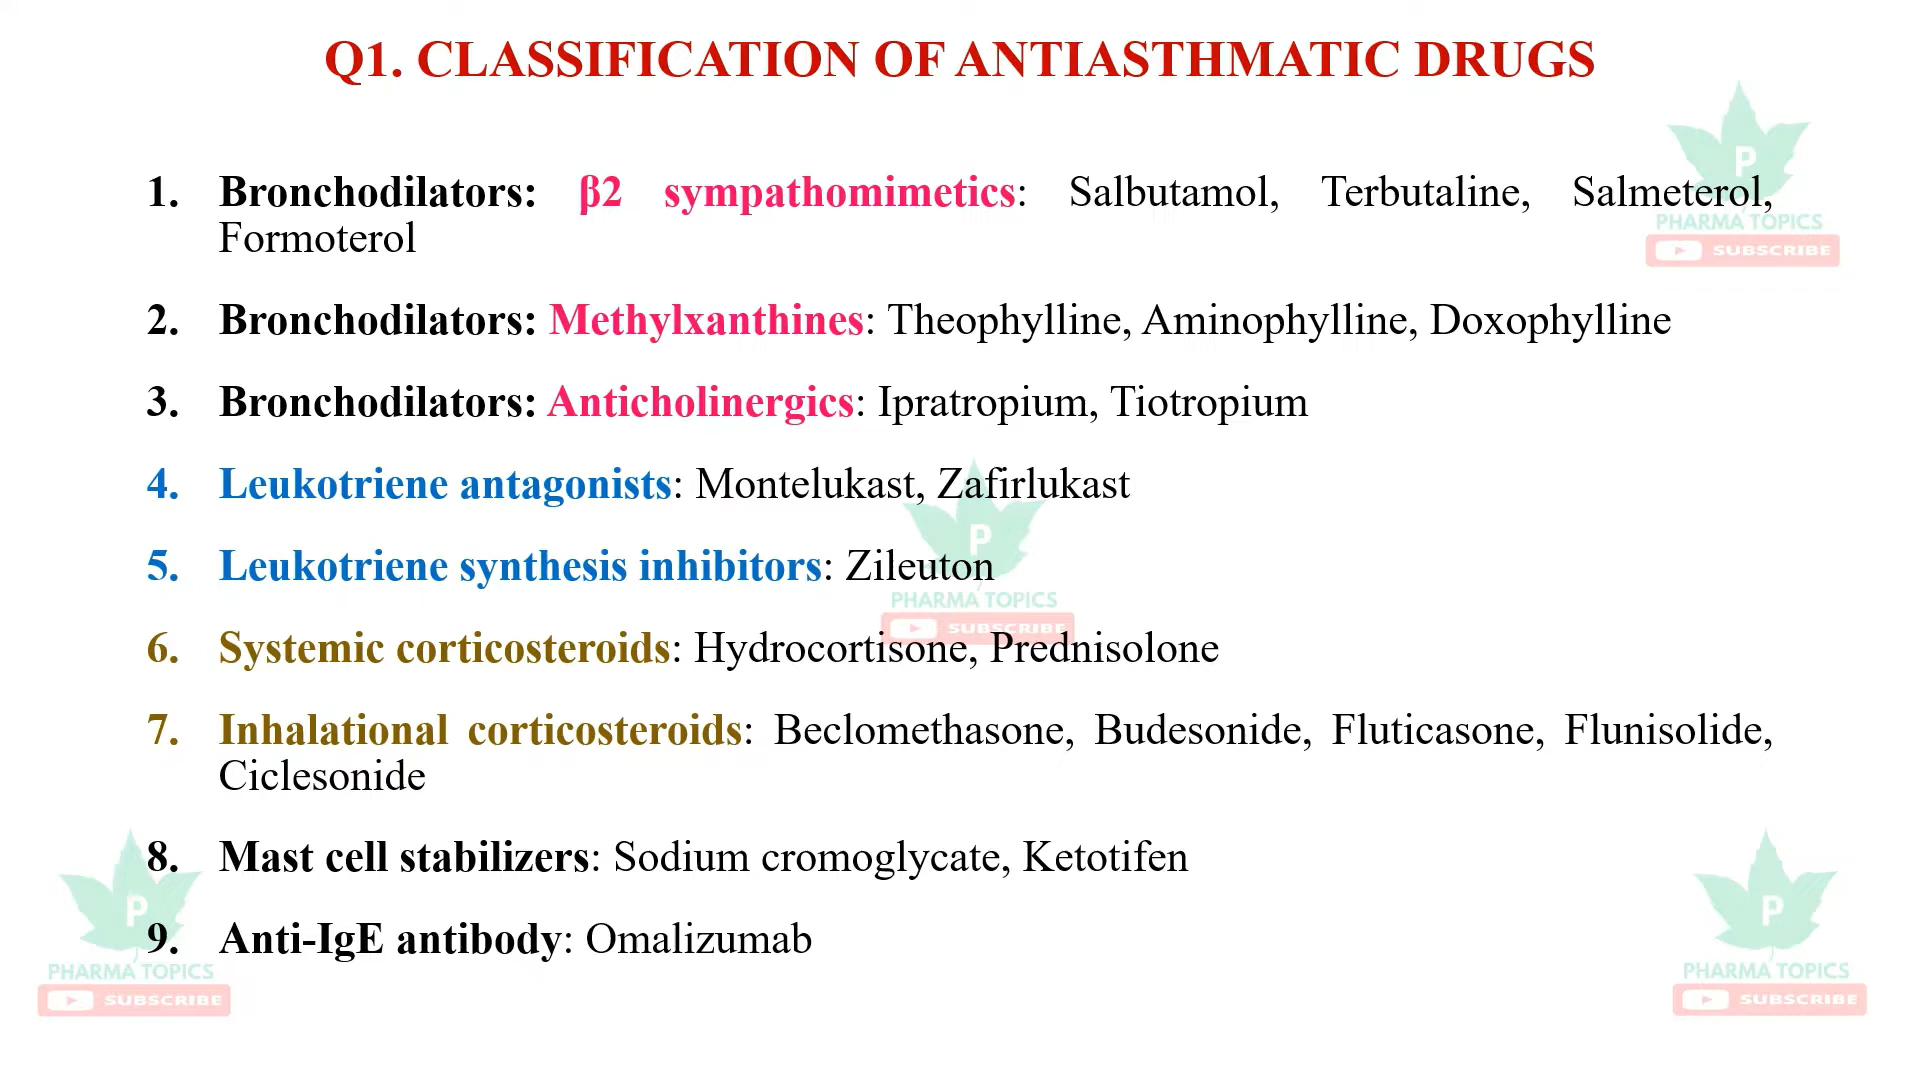 Q1. CLASSIFICATION OF ANTIASTHMATIC DRUGS
1. Bronchodilators: β2 sympathomimetics: Salbutamol, Terbutaline, Salmeterol,
Formoterol
P
PHARMA TOPICS
SUBSCRIBE
2. Bronchodilators: Methylxanthines: Theophylline, Aminophylline, Doxophylline
3. Bronchodilators: Anticholinergics: Ipratropium, Tiotropium
4. Leukotriene antagonists: Montelukast, Zafirlukast
P
5. Leukotriene synthesis inhibitors: Zileuton
PHARMA TOPICS
SUBSCRIBE
6. Systemic corticosteroids: Hydrocortisone, Prednisolone
7. Inhalational corticosteroids: Beclomethasone, Budesonide, Fluticasone, Flunisolide,
Ciclesonide
8. Mast cell stabilizers: Sodium cromoglycate, Ketotifen
P
P
9. Anti-IgE antibody: Omalizumab
PHARMA TOPICS
SUBSCRIBE
PHARMA TOPICS
SUBSCRIBE